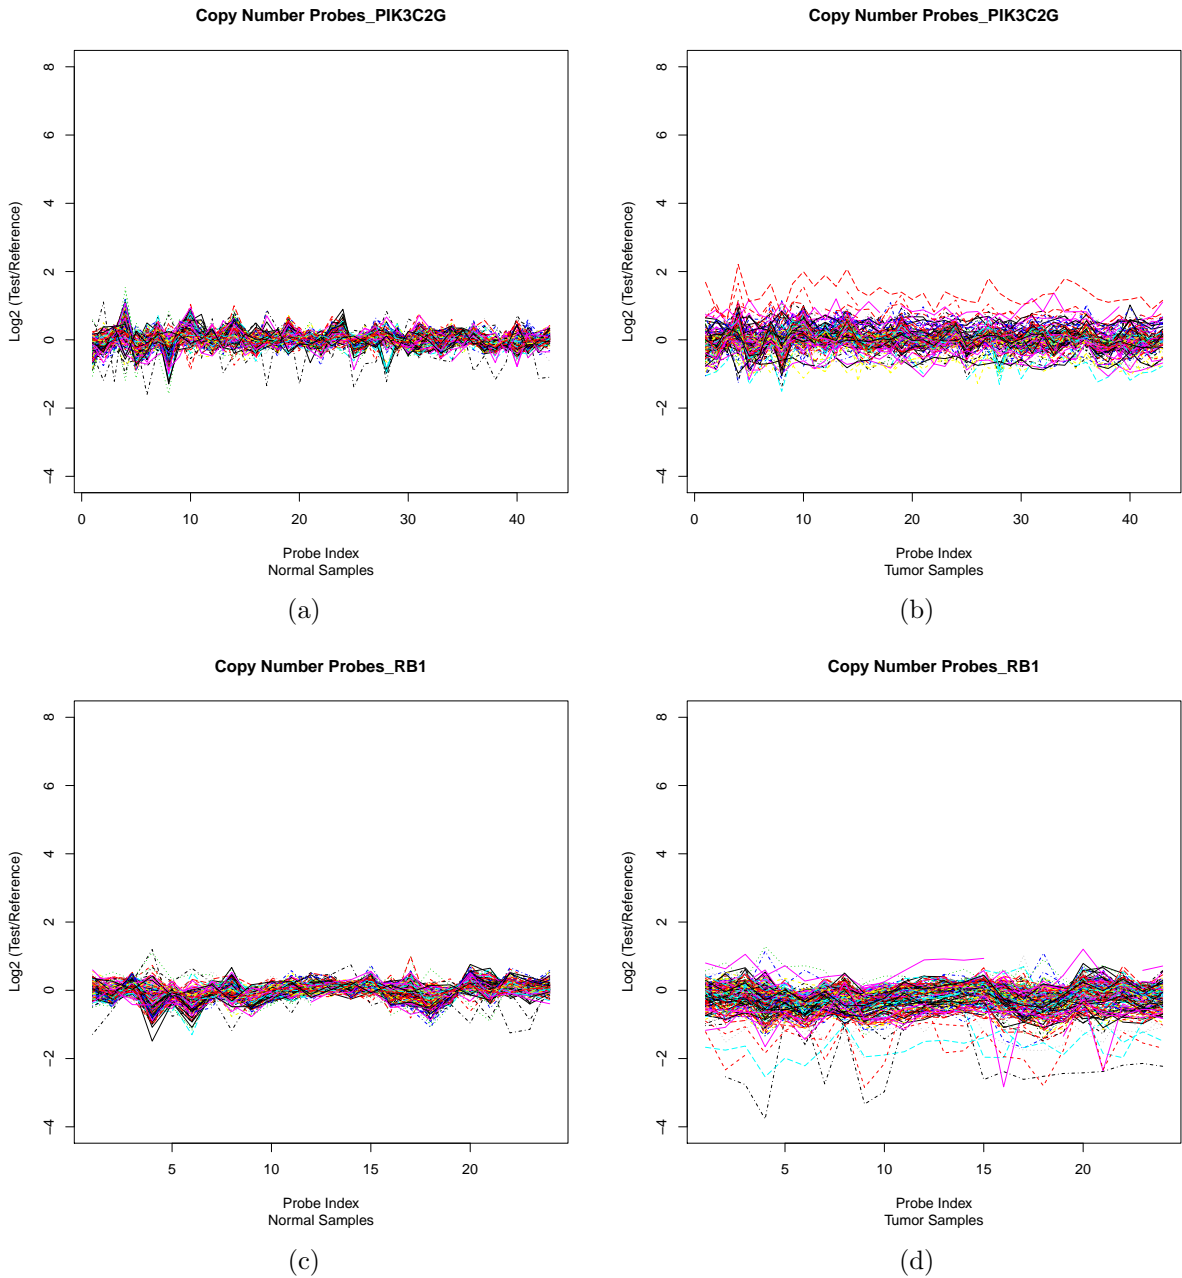 Copy Number Probes_PIK3C2G
Log2 (Test/Reference)
8
6
4
2
0
−2
−4
0 10 20 30 40
Probe Index
Normal Samples
(a)
Copy Number Probes_PIK3C2G
Log2 (Test/Reference)
8
6
4
2
0
−2
−4
0 10 20 30 40
Probe Index
Tumor Samples
(b)
Copy Number Probes_RB1
Log2 (Test/Reference)
8
6
4
2
0
−2
−4
5 10 15 20
Probe Index
Normal Samples
(c)
Copy Number Probes_RB1
Log2 (Test/Reference)
8
6
4
2
0
−2
−4
5 10 15 20
Probe Index
Tumor Samples
(d)